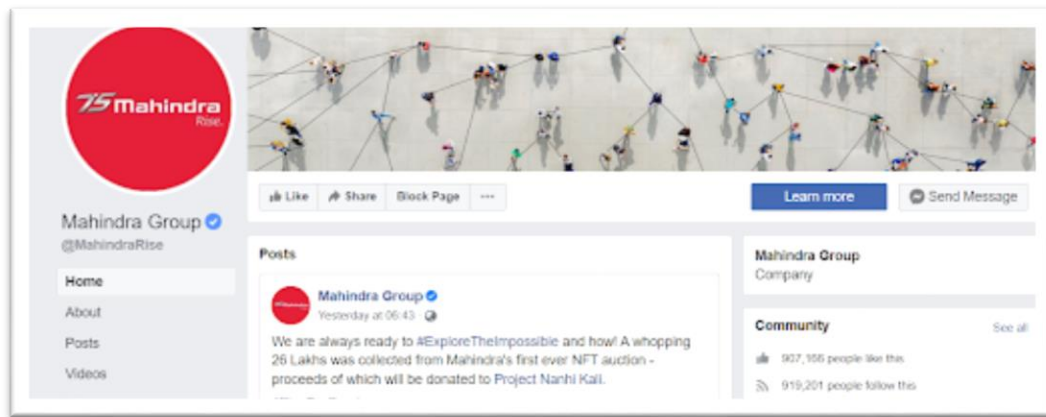 75 Mahindra
Rise.
Mahindra Group
@MahindraRise
Home
About
Posts
Videos
Like Share Block Page ...
Learn more Send Message
Posts
Mahindra Group
Yesterday at 06:43 ·
We are always ready to #ExploreTheImpossible and how! A whopping
26 Lakhs was collected from Mahindra's first ever NFT auction -
proceeds of which will be donated to Project Nanhi Kali.
Mahindra Group
Company
Community See all
907,166 people like this
919,201 people follow this